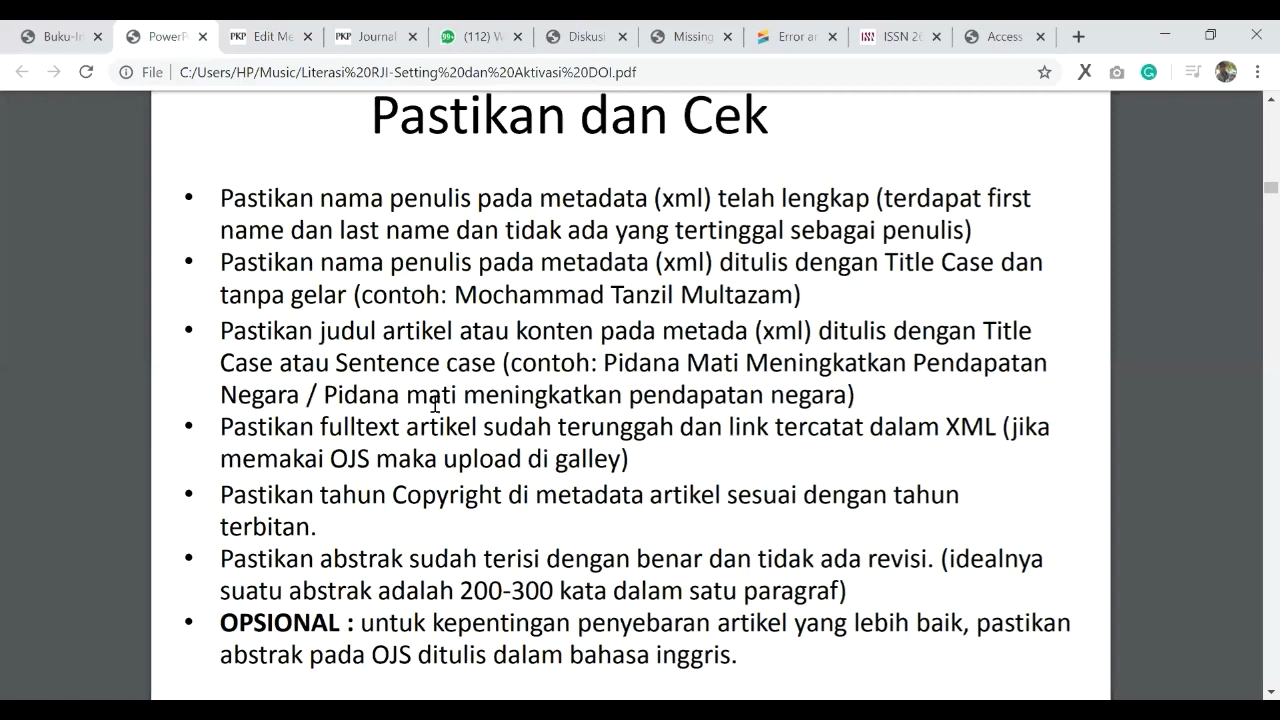 Buku-In
PowerP
PKP Edit Me
PKP Journal
99+ (112) W
Diskusi
Missing
Error ar
ISSN 26
Access
File C:/Users/HP/Music/Literasi%20RJI-Setting%20dan%20Aktivasi%20DOI.pdf
Pastikan dan Cek
• Pastikan nama penulis pada metadata (xml) telah lengkap (terdapat first
name dan last name dan tidak ada yang tertinggal sebagai penulis)
• Pastikan nama penulis pada metadata (xml) ditulis dengan Title Case dan
tanpa gelar (contoh: Mochammad Tanzil Multazam)
• Pastikan judul artikel atau konten pada metada (xml) ditulis dengan Title
Case atau Sentence case (contoh: Pidana Mati Meningkatkan Pendapatan
Negara / Pidana mati meningkatkan pendapatan negara)
• Pastikan fulltext artikel sudah terunggah dan link tercatat dalam XML (jika
memakai OJS maka upload di galley)
• Pastikan tahun Copyright di metadata artikel sesuai dengan tahun
terbitan.
• Pastikan abstrak sudah terisi dengan benar dan tidak ada revisi. (idealnya
suatu abstrak adalah 200-300 kata dalam satu paragraf)
• OPSIONAL : untuk kepentingan penyebaran artikel yang lebih baik, pastikan
abstrak pada OJS ditulis dalam bahasa inggris.